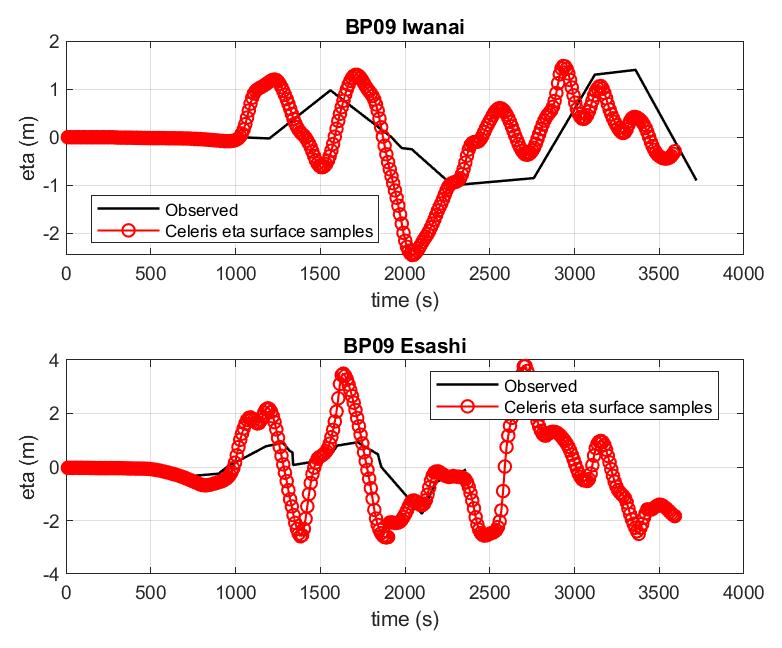 BP09 Iwanai
2
1
0
-1
-2
eta (m)
Observed
Celeris eta surface samples
0 500 1000 1500 2000 2500 3000 3500 4000
time (s)
BP09 Esashi
4
2
0
-2
-4
eta (m)
Observed
Celeris eta surface samples
0 500 1000 1500 2000 2500 3000 3500 4000
time (s)